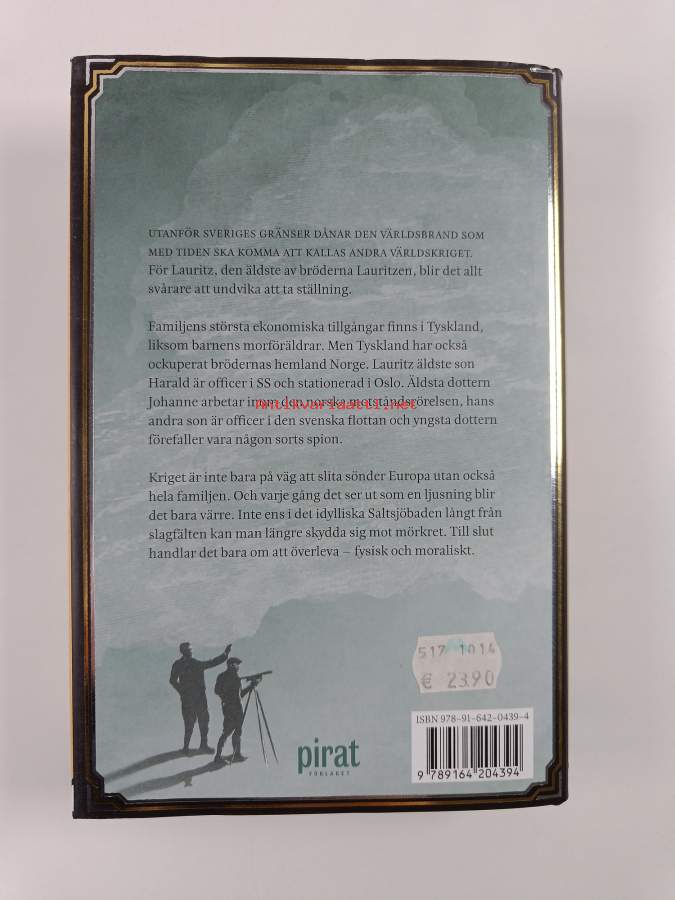 UTANFÖR SVERIGES GRÄNSER DÅNAR DEN VÄRLDSBRAND SOM
MED TIDEN SKA KOMMA ATT KALLAS ANDRA VÄRLDSKRIGET.
För Lauritz, den äldste av bröderna Lauritzen, blir det allt
svårare att undvika att ta ställning.
Familjens största ekonomiska tillgångar finns i Tyskland,
liksom barnens morföräldrar. Men Tyskland har också
ockuperat brödernas hemland Norge. Lauritz äldste son
Harald är officer i SS och stationerad i Oslo. Äldsta dottern
Johanne arbetar inom den norska motståndsrörelsen, hans
Antikvariaatti.net
andra son är officer i den svenska flottan och yngsta dottern
förefaller vara någon sorts spion.
Kriget är inte bara på väg att slita sönder Europa utan också
hela familjen. Och varje gång det ser ut som en ljusning blir
det bara värre. Inte ens i det idylliska Saltsjöbaden långt från
slagfälten kan man längre skydda sig mot mörkret. Till slut
handlar det bara om att överleva – fysisk och moraliskt.
517 1014
€ 23.90
ISBN 978-91-642-0439-4
pirat
FÖRLAGET
9 789164 204394